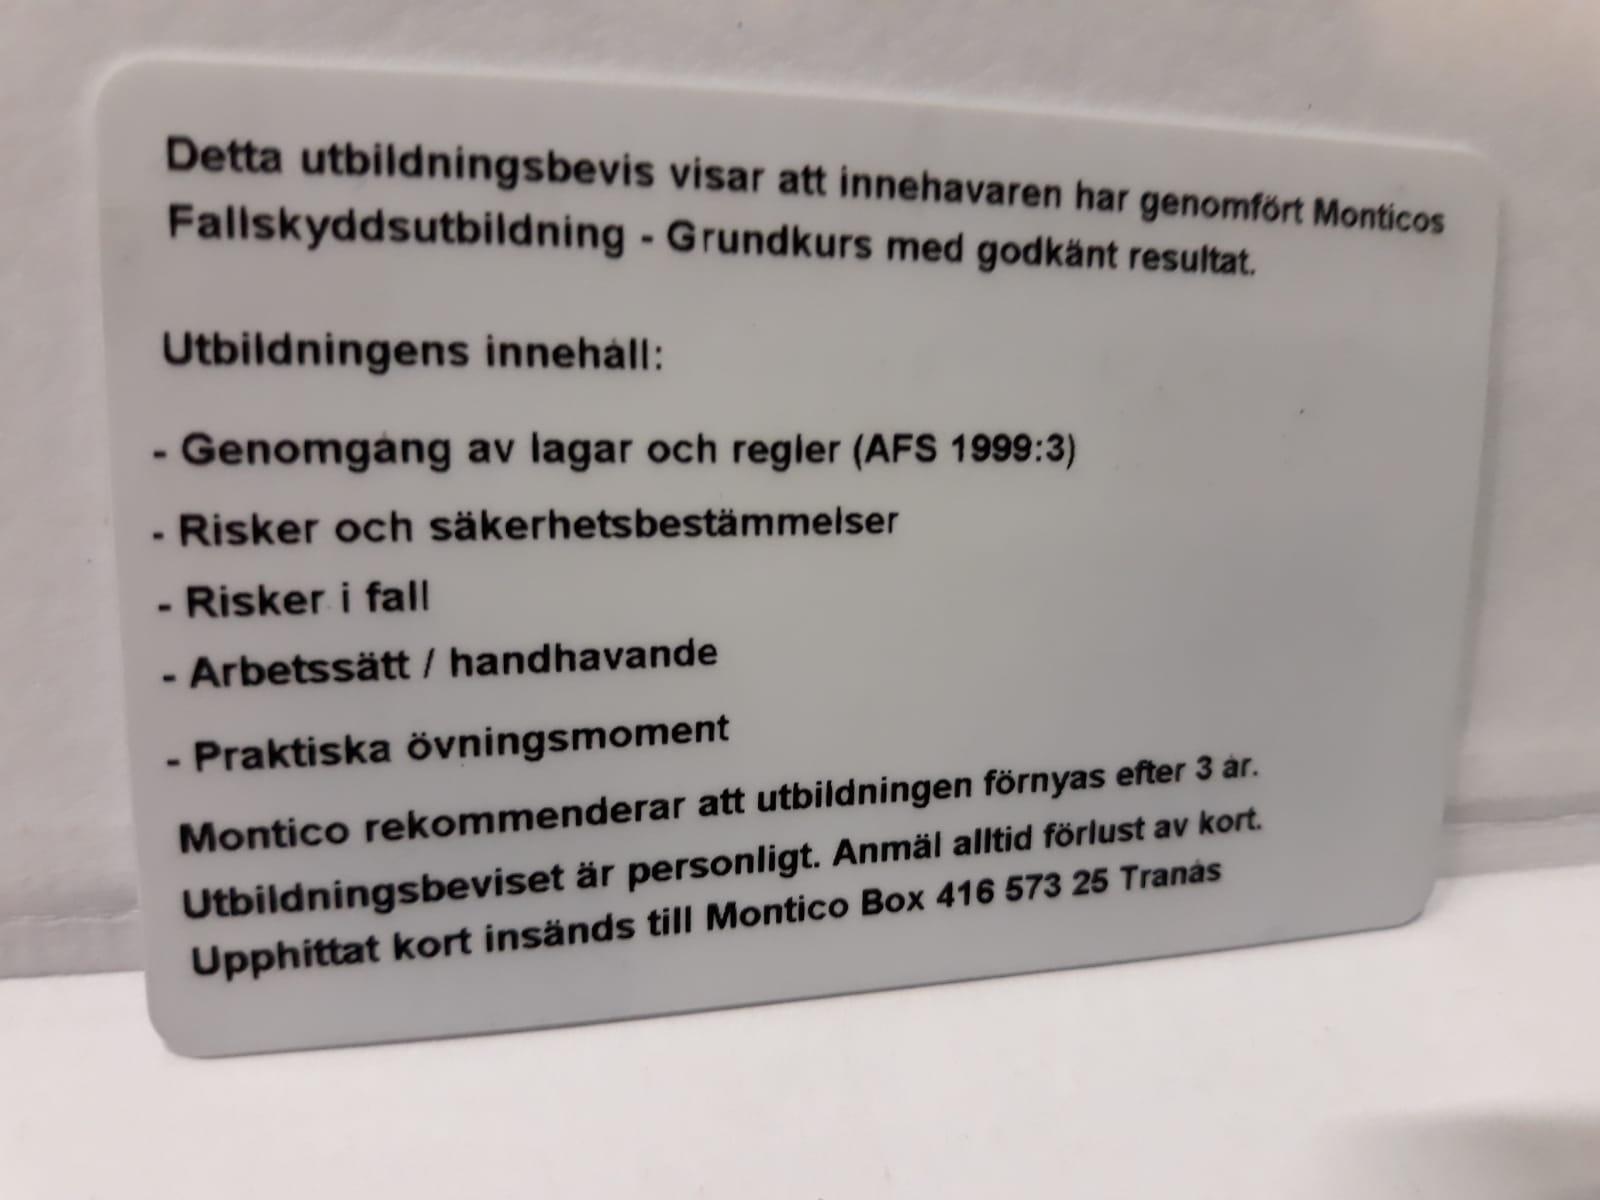 Detta utbildningsbevis visar att innehavaren har genomfört Monticos
Fallskyddsutbildning - Grundkurs med godkänt resultat.
Utbildningens innehåll:
- Genomgång av lagar och regler (AFS 1999:3)
- Risker och säkerhetsbestämmelser
- Risker i fall
- Arbetssätt / handhavande
- Praktiska övningsmoment
Montico rekommenderar att utbildningen förnyas efter 3 år.
Utbildningsbeviset är personligt. Anmäl alltid förlust av kort.
Upphittat kort insänds till Montico Box 416 573 25 Tranås